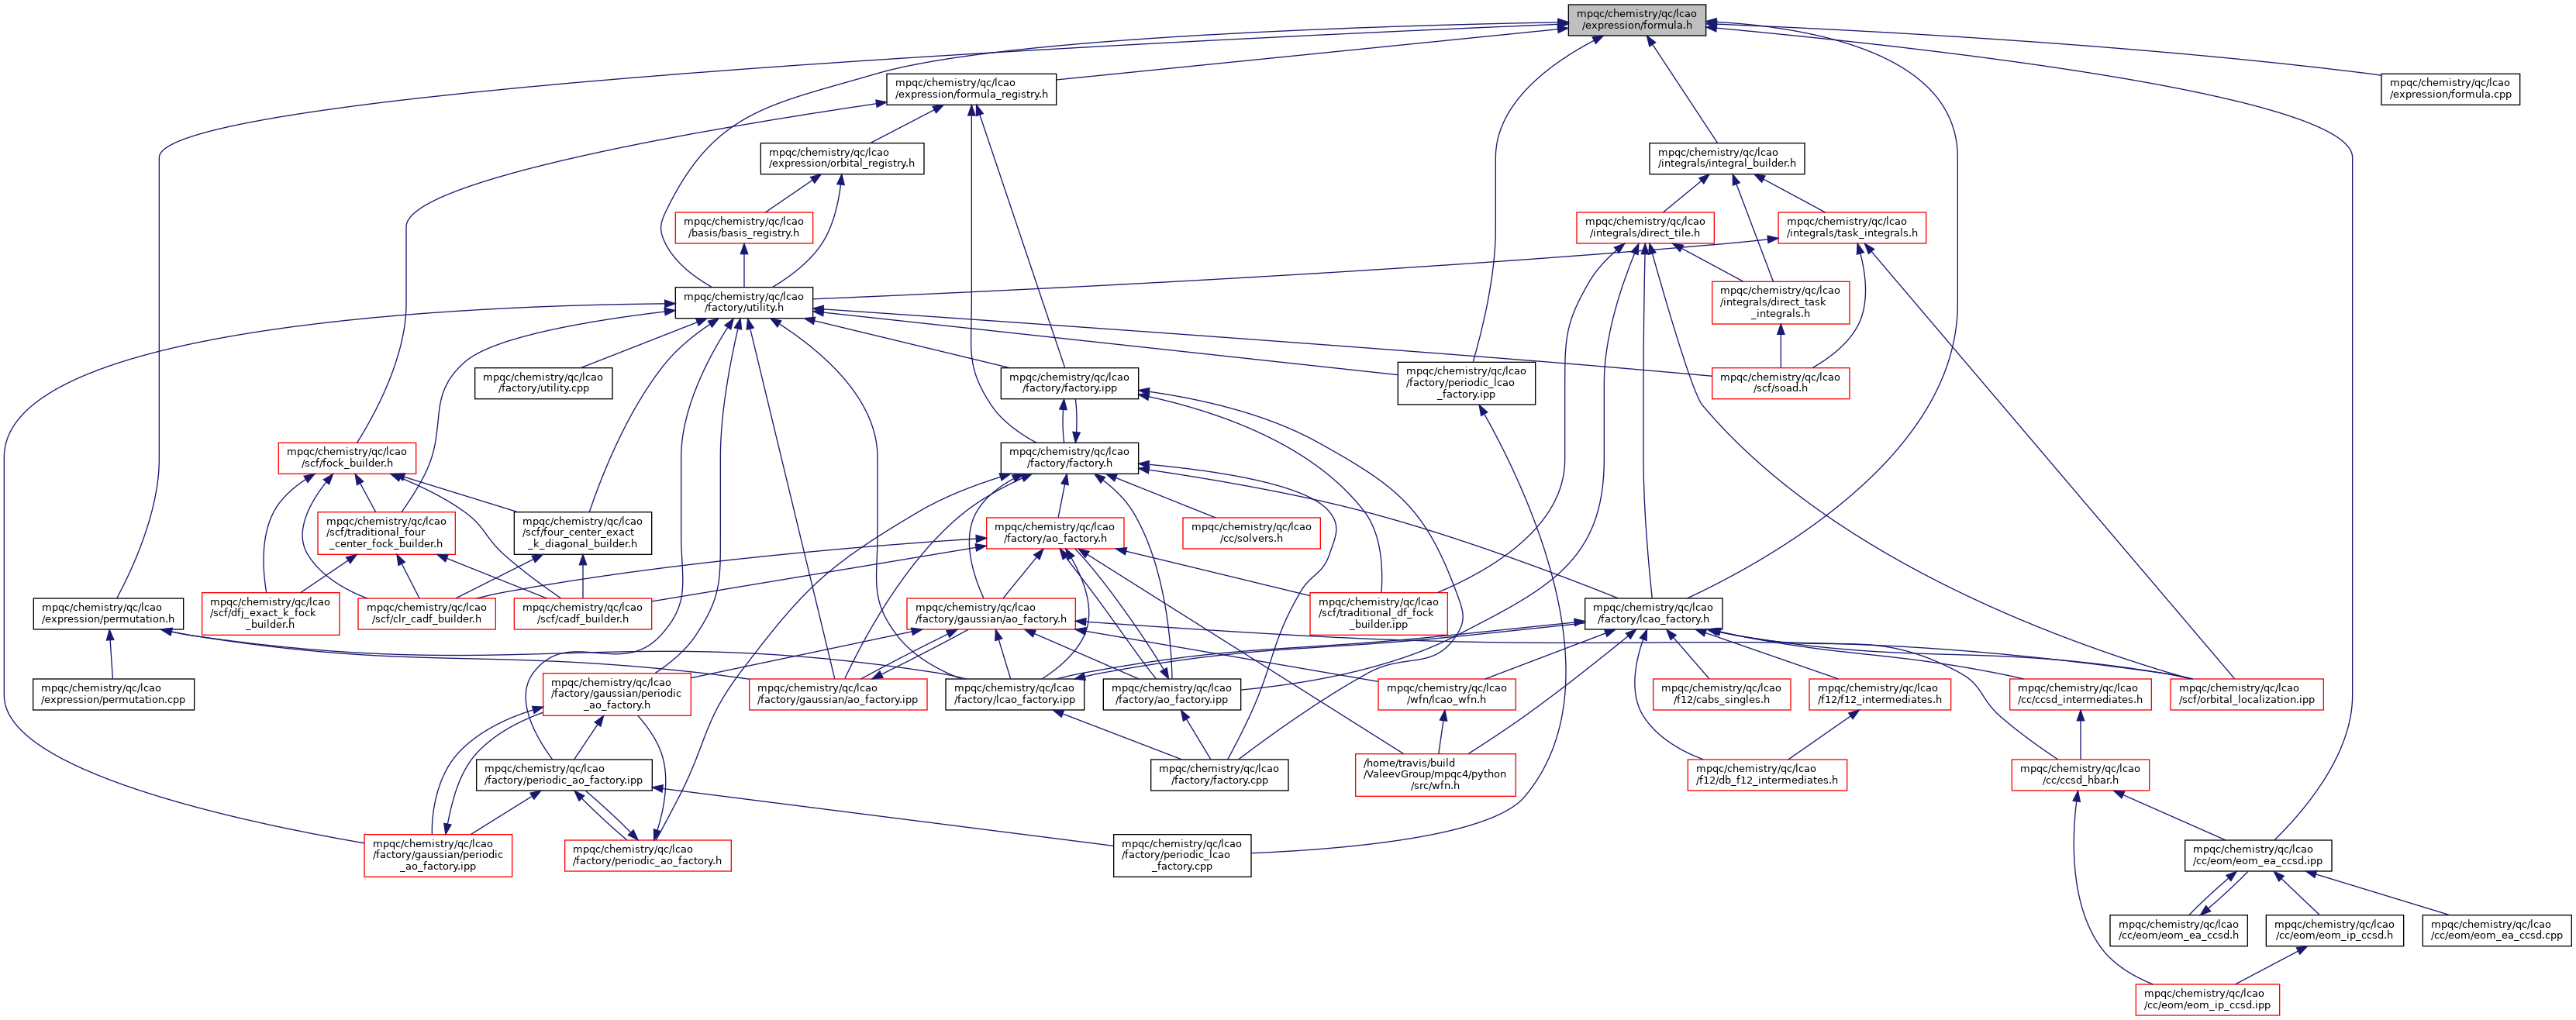 mpqc/chemistry/qc/lcao
/expression/formula.h
mpqc/chemistry/qc/lcao
/expression/formula_registry.h
mpqc/chemistry/qc/lcao
/expression/formula.cpp
mpqc/chemistry/qc/lcao
/expression/orbital_registry.h
mpqc/chemistry/qc/lcao
/integrals/integral_builder.h
mpqc/chemistry/qc/lcao
/basis/basis_registry.h
mpqc/chemistry/qc/lcao
/integrals/direct_tile.h
mpqc/chemistry/qc/lcao
/integrals/task_integrals.h
mpqc/chemistry/qc/lcao
/factory/utility.h
mpqc/chemistry/qc/lcao
/integrals/direct_task
_integrals.h
mpqc/chemistry/qc/lcao
/factory/utility.cpp
mpqc/chemistry/qc/lcao
/factory/factory.ipp
mpqc/chemistry/qc/lcao
/factory/periodic_lcao
_factory.ipp
mpqc/chemistry/qc/lcao
/scf/soad.h
mpqc/chemistry/qc/lcao
/scf/fock_builder.h
mpqc/chemistry/qc/lcao
/factory/factory.h
mpqc/chemistry/qc/lcao
/scf/traditional_four
_center_fock_builder.h
mpqc/chemistry/qc/lcao
/scf/four_center_exact
_k_diagonal_builder.h
mpqc/chemistry/qc/lcao
/factory/ao_factory.h
mpqc/chemistry/qc/lcao
/cc/solvers.h
mpqc/chemistry/qc/lcao
/expression/permutation.h
mpqc/chemistry/qc/lcao
/scf/dfj_exact_k_fock
_builder.h
mpqc/chemistry/qc/lcao
/scf/clr_cadf_builder.h
mpqc/chemistry/qc/lcao
/scf/cadf_builder.h
mpqc/chemistry/qc/lcao
/factory/gaussian/ao_factory.h
mpqc/chemistry/qc/lcao
/scf/traditional_df_fock
_builder.ipp
mpqc/chemistry/qc/lcao
/factory/lcao_factory.h
mpqc/chemistry/qc/lcao
/expression/permutation.cpp
mpqc/chemistry/qc/lcao
/factory/gaussian/periodic
_ao_factory.h
mpqc/chemistry/qc/lcao
/factory/gaussian/ao_factory.ipp
mpqc/chemistry/qc/lcao
/factory/lcao_factory.ipp
mpqc/chemistry/qc/lcao
/factory/ao_factory.ipp
mpqc/chemistry/qc/lcao
/wfn/lcao_wfn.h
mpqc/chemistry/qc/lcao
/f12/cabs_singles.h
mpqc/chemistry/qc/lcao
/f12/f12_intermediates.h
mpqc/chemistry/qc/lcao
/cc/ccsd_intermediates.h
mpqc/chemistry/qc/lcao
/scf/orbital_localization.ipp
mpqc/chemistry/qc/lcao
/factory/periodic_ao_factory.ipp
mpqc/chemistry/qc/lcao
/factory/factory.cpp
/home/travis/build
/ValeevGroup/mpqc4/python
/src/wfn.h
mpqc/chemistry/qc/lcao
/f12/db_f12_intermediates.h
mpqc/chemistry/qc/lcao
/cc/ccsd_hbar.h
mpqc/chemistry/qc/lcao
/factory/gaussian/periodic
_ao_factory.ipp
mpqc/chemistry/qc/lcao
/factory/periodic_ao_factory.h
mpqc/chemistry/qc/lcao
/factory/periodic_lcao
_factory.cpp
mpqc/chemistry/qc/lcao
/cc/eom/eom_ea_ccsd.ipp
mpqc/chemistry/qc/lcao
/cc/eom/eom_ea_ccsd.h
mpqc/chemistry/qc/lcao
/cc/eom/eom_ip_ccsd.h
mpqc/chemistry/qc/lcao
/cc/eom/eom_ea_ccsd.cpp
mpqc/chemistry/qc/lcao
/cc/eom/eom_ip_ccsd.ipp